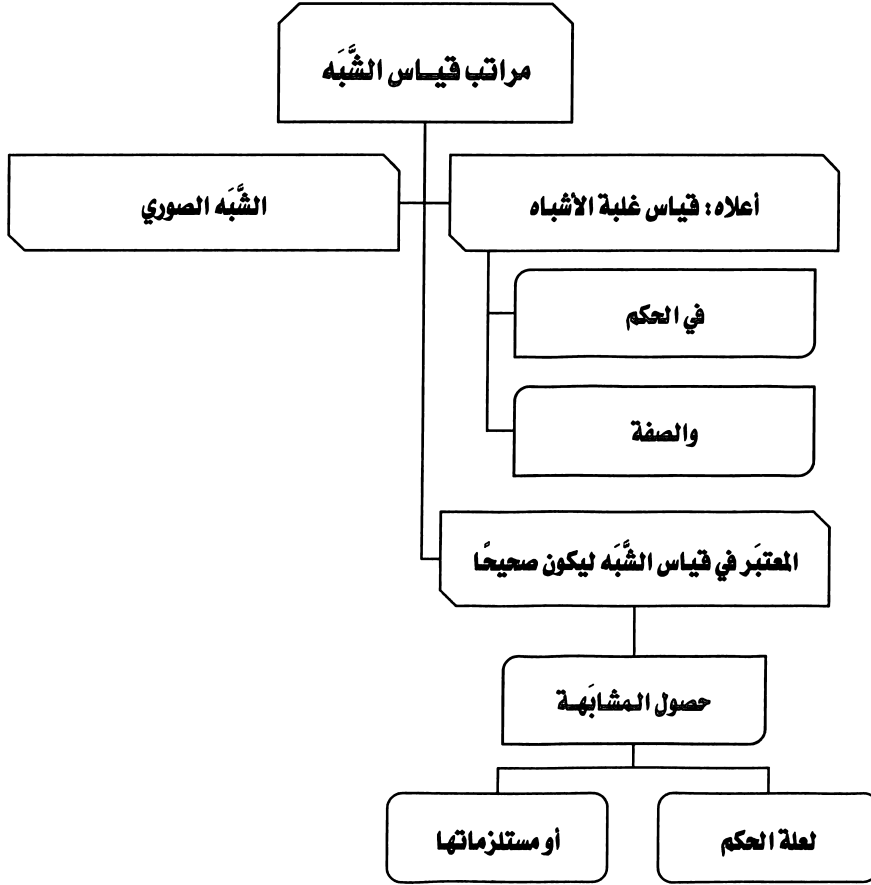 مراتب قياس الشَّبَه
أعلاه: قياس غلبة الأشباه
الشَّبَه الصوري
في الحكم
والصفة
المعتبَر في قياس الشَّبَه ليكون صحيحًا
حصول المشابَهة
لعلة الحكم
أو مستلزماتها